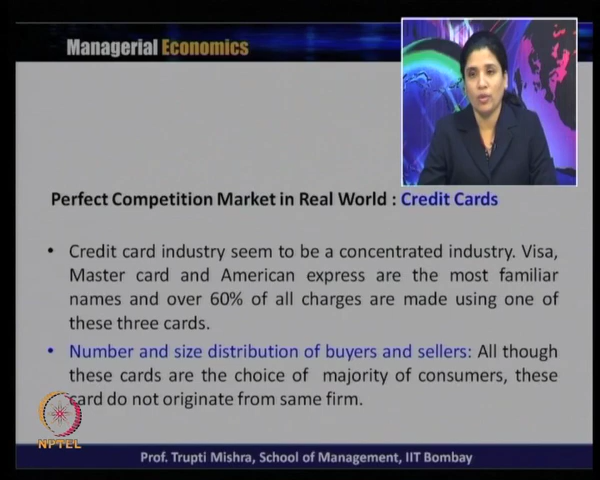 Managerial Economics
Perfect Competition Market in Real World : Credit Cards
• Credit card industry seem to be a concentrated industry. Visa,
Master card and American express are the most familiar
names and over 60% of all charges are made using one of
these three cards.
• Number and size distribution of buyers and sellers: All though
these cards are the choice of majority of consumers, these
card do not originate from same firm.
NPTEL
Prof. Trupti Mishra, School of Management, IIT Bombay